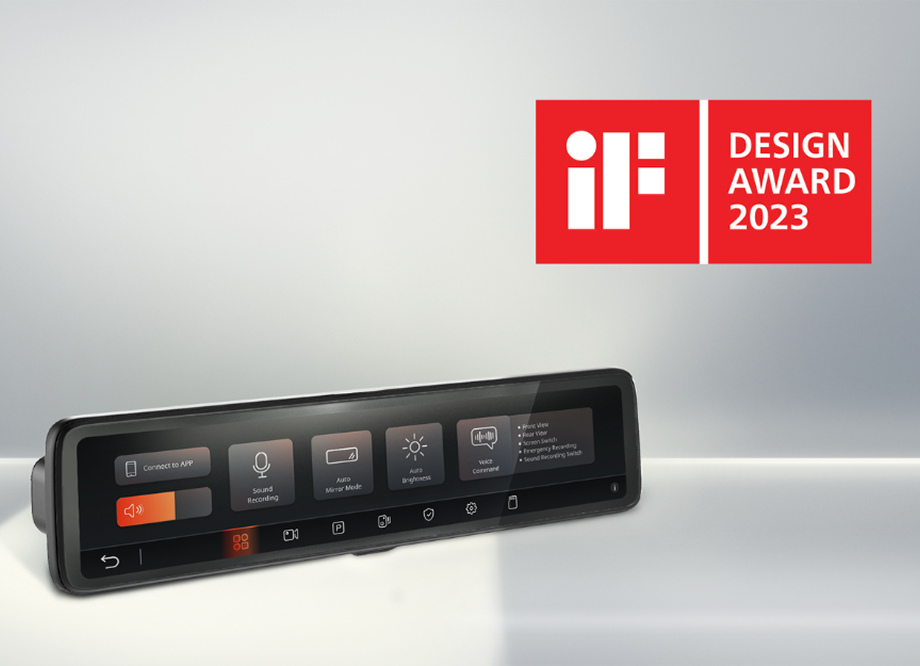 iF
DESIGN
AWARD
2023
Connect to APP
Sound
Recording
Auto
Mirror Mode
Auto
Brightness
Voice
Command
• Front View
• Rear View
• Screen Switch
• Emergency Recording
• Sound Recording Switch
P